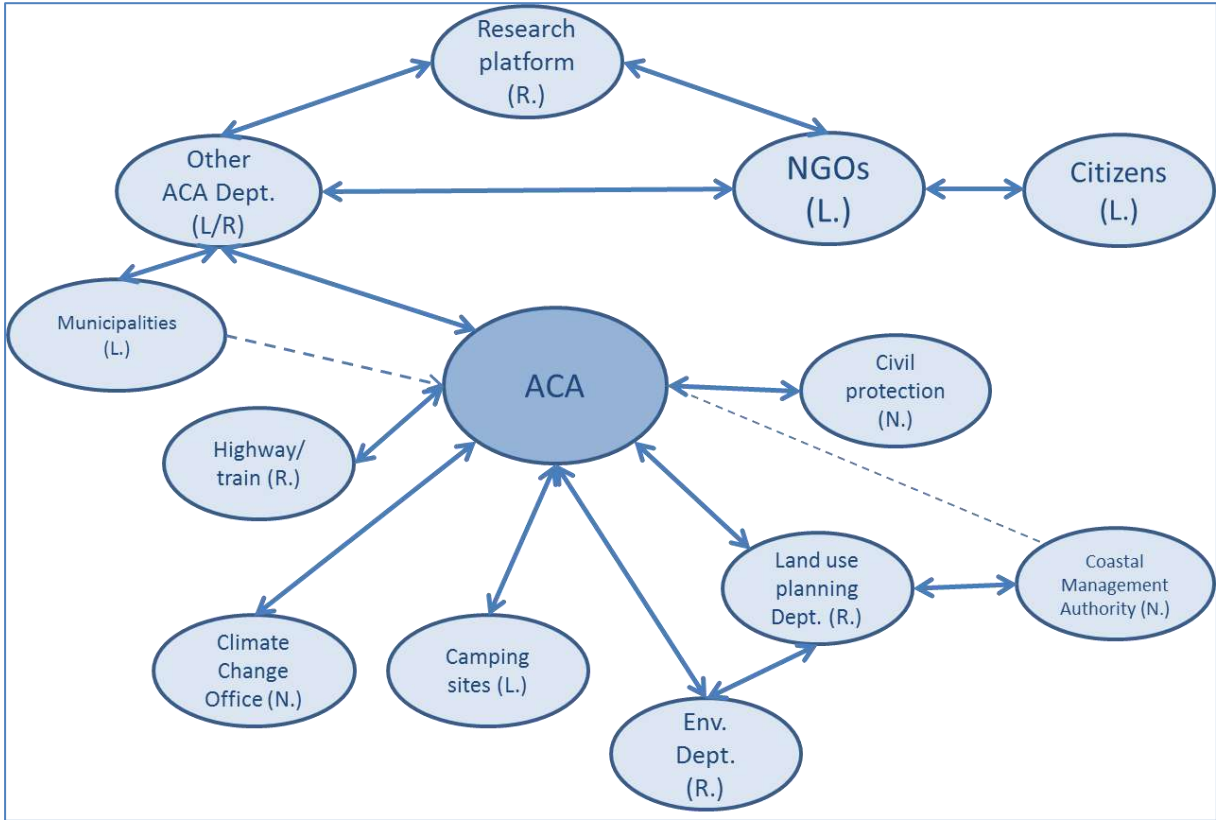 Research
platform
(R.)
Other
ACA Dept.
(L/R)
NGOs
(L.)
Citizens
(L.)
Municipalities
(L.)
ACA
Civil
protection
(N.)
Highway/
train (R.)
Land use
planning
Dept. (R.)
Coastal
Management
Authority (N.)
Climate
Change
Office (N.)
Camping
sites (L.)
Env.
Dept.
(R.)